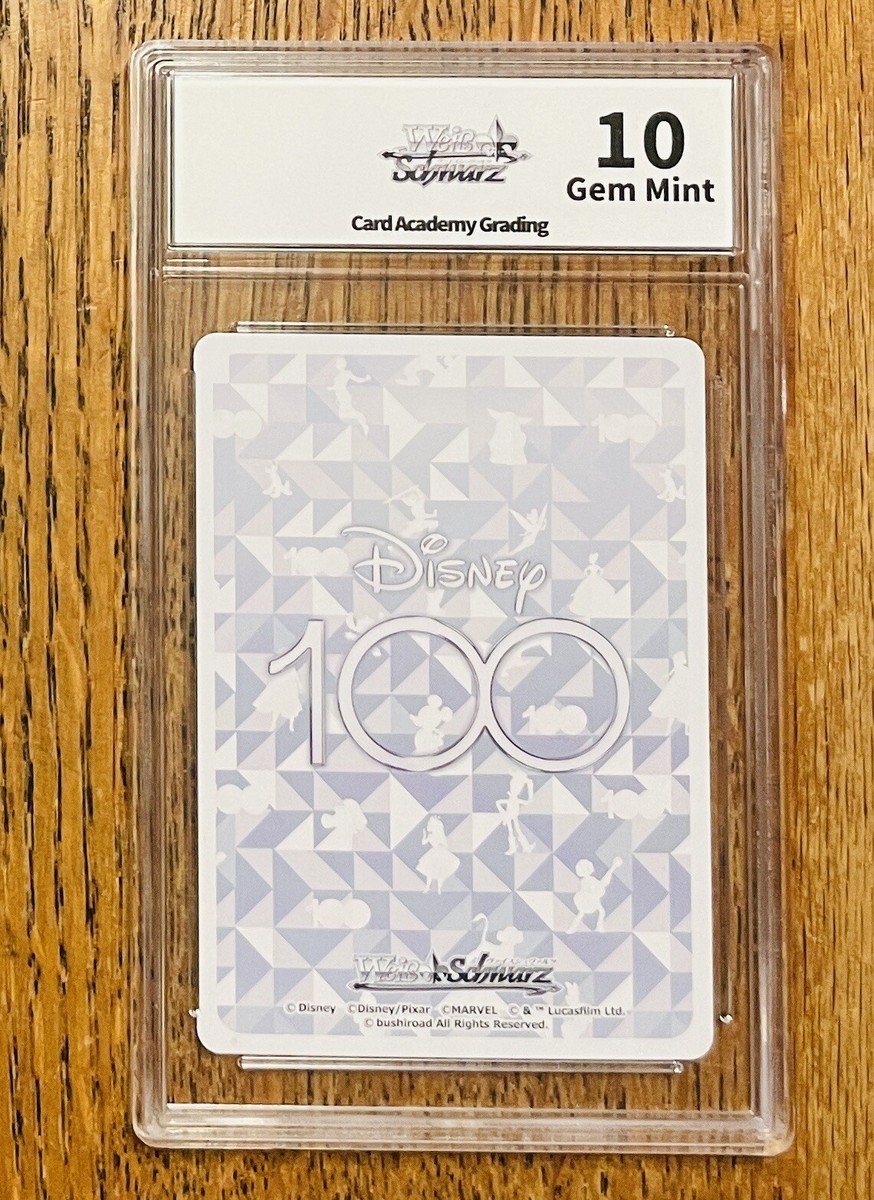 Weiß Schwarz
10
Gem Mint
Card Academy Grading
Disney
100
Weiß Schwarz
©Disney ©Disney/Pixar ©MARVEL © & ™ Lucasfilm Ltd.
©bushiroad All Rights Reserved.